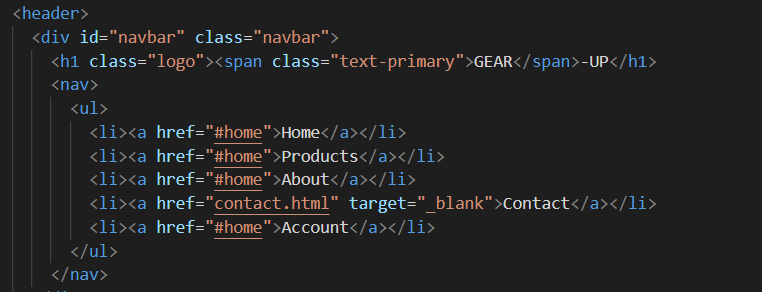 <header>
<div id="navbar" class="navbar">
<h1 class="logo"><span class="text-primary">GEAR</span>-UP</h1>
<nav>
<ul>
<li><a href="#home">Home</a></li>
<li><a href="#home">Products</a></li>
<li><a href="#home">About</a></li>
<li><a href="contact.html" target="_blank">Contact</a></li>
<li><a href="#home">Account</a></li>
</ul>
</nav>